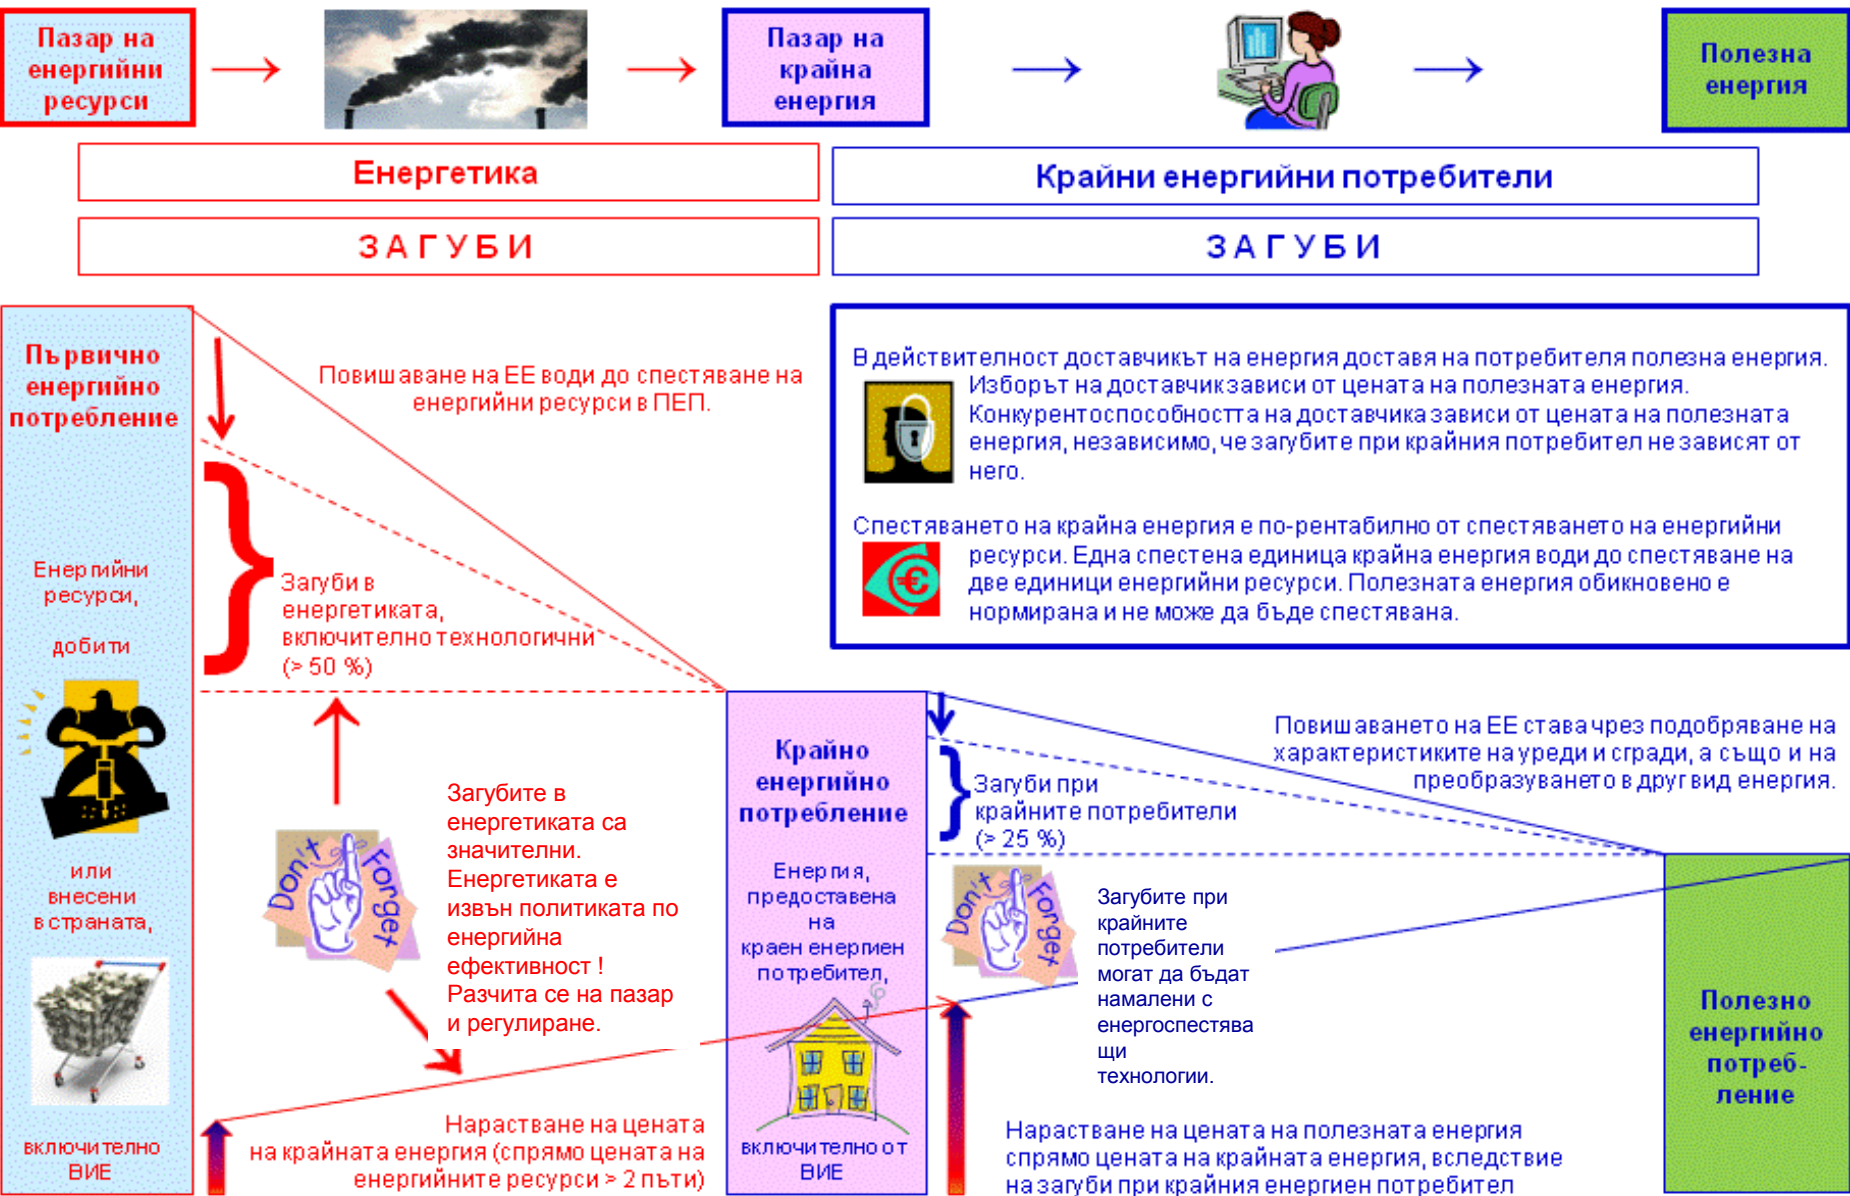 Пазар на
енергийни
ресурси
Пазар на
крайна
енергия
Полезна
енергия
Енергетика
Крайни енергийни потребители
ЗАГУБИ
ЗАГУБИ
Първично
енергийно
потребление
Енергийни
ресурси,
добити
или
внесени
в страната,
включително
ВИЕ
Повишаване на ЕЕ води до спестяване на
енергийни ресурси в ПЕП.
Загуби в
енергетиката,
включително технологични
(> 50 %)
Don't
Forget
Загубите в
енергетиката са
значителни.
Енергетиката е
извън политиката по
енергийна
ефективност !
Разчита се на пазар
и регулиране.
Нарастване на цената
на крайната енергия (спрямо цената на
енергийните ресурси > 2 пъти)
В действителност доставчикът на енергия доставя на потребителя полезна енергия.
Изборът на доставчик зависи от цената на полезната енергия.
Конкурентоспособността на доставчика зависи от цената на полезната
енергия, независимо, че загубите при крайния потребител не зависят от
него.
Спестяването на крайна енергия е по-рентабилно от спестяването на енергийни
ресурси. Една спестена единица крайна енергия води до спестяване на
две единици енергийни ресурси. Полезната енергия обикновено е
нормирана и не може да бъде спестявана.
€
Крайно
енергийно
потребление
Енергия,
предоставена
на
краен енергиен
потребител,
включително от
ВИЕ
Повишаването на ЕЕ става чрез подобряване на
характеристиките на уреди и сгради, а също и на
преобразуването в друг вид енергия.
Загуби при
крайните потребители
(> 25 %)
Don't
Forget
Загубите при
крайните
потребители
могат да бъдат
намалени с
енергоспестява
щи
технологии.
Нарастване на цената на полезната енергия
спрямо цената на крайната енергия, вследствие
на загуби при крайния енергиен потребител
Полезно
енергийно
потреб-
ление